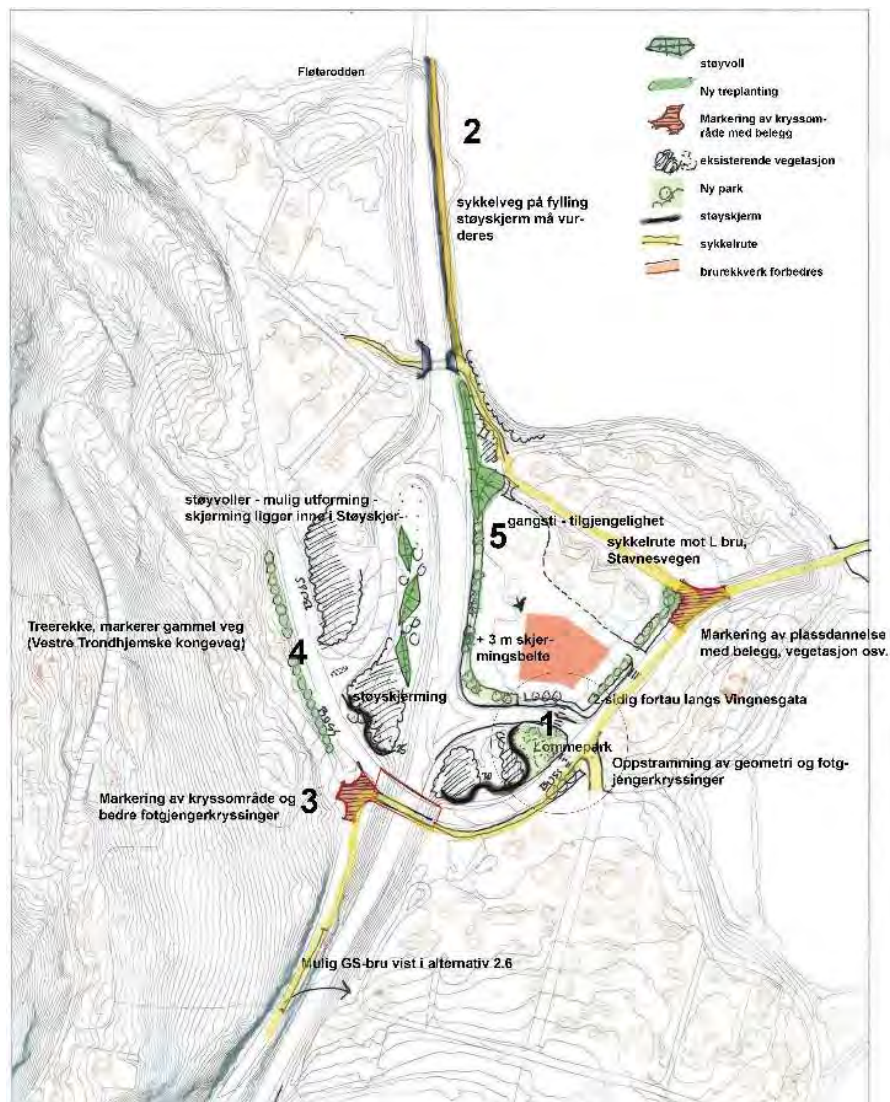 Fløterodden
støyvoll
Ny treplanting
Markering av kryssom-
råde med belegg
eksisterende vegetasjon
Ny park
støyskjerm
sykkelrute
brurekkverk forbedres
2
sykkelveg på fylling
støyskjerm må vur-
deres
støyvoller - mulig utforming -
skjerming ligger inne i Støyskjer-
5
gangsti - tilgjengelighet
sykkelrute mot L bru,
Stavnesvegen
Treerekke, markerer gammel veg
(Vestre Trondhjemske kongeveg)
4
+ 3 m skjer-
mingsbelte
Markering av plassdannelse
med belegg, vegetasjon osv.
støyskjerming
2-sidig fortau langs Vingnesgata
1
Lommepark
Oppstramming av geometri og fotg-
jengerkryssinger
3
Markering av kryssområde og
bedre fotgjengerkryssinger
Mulig GS-bru vist i alternativ 2.6